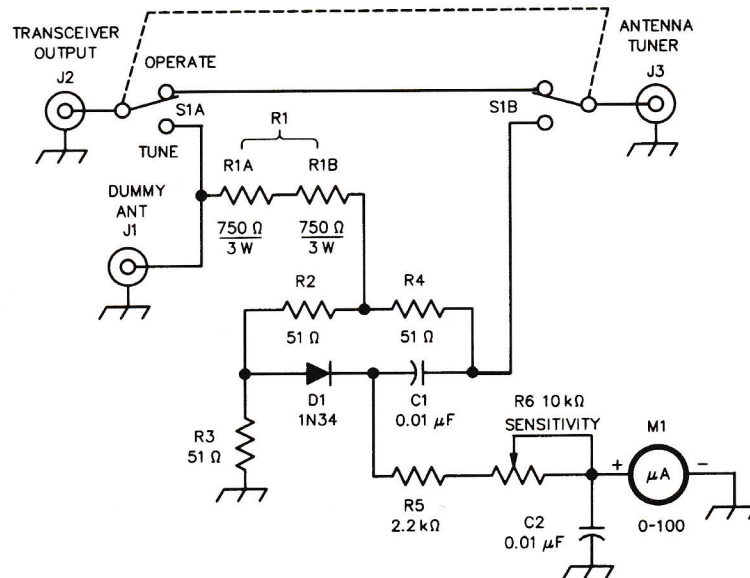 TRANSCEIVER
OUTPUT
J2
OPERATE
S1A
TUNE
ANTENNA
TUNER
J3
S1B
R1
R1A
R1B
750 Ω
3 W
750 Ω
3 W
DUMMY
ANT
J1
R2
51 Ω
R4
51 Ω
D1
1N34
C1
0.01 μF
R3
51 Ω
R6 10 kΩ
SENSITIVITY
R5
2.2 kΩ
M1
+
−
μA
0-100
C2
0.01 μF